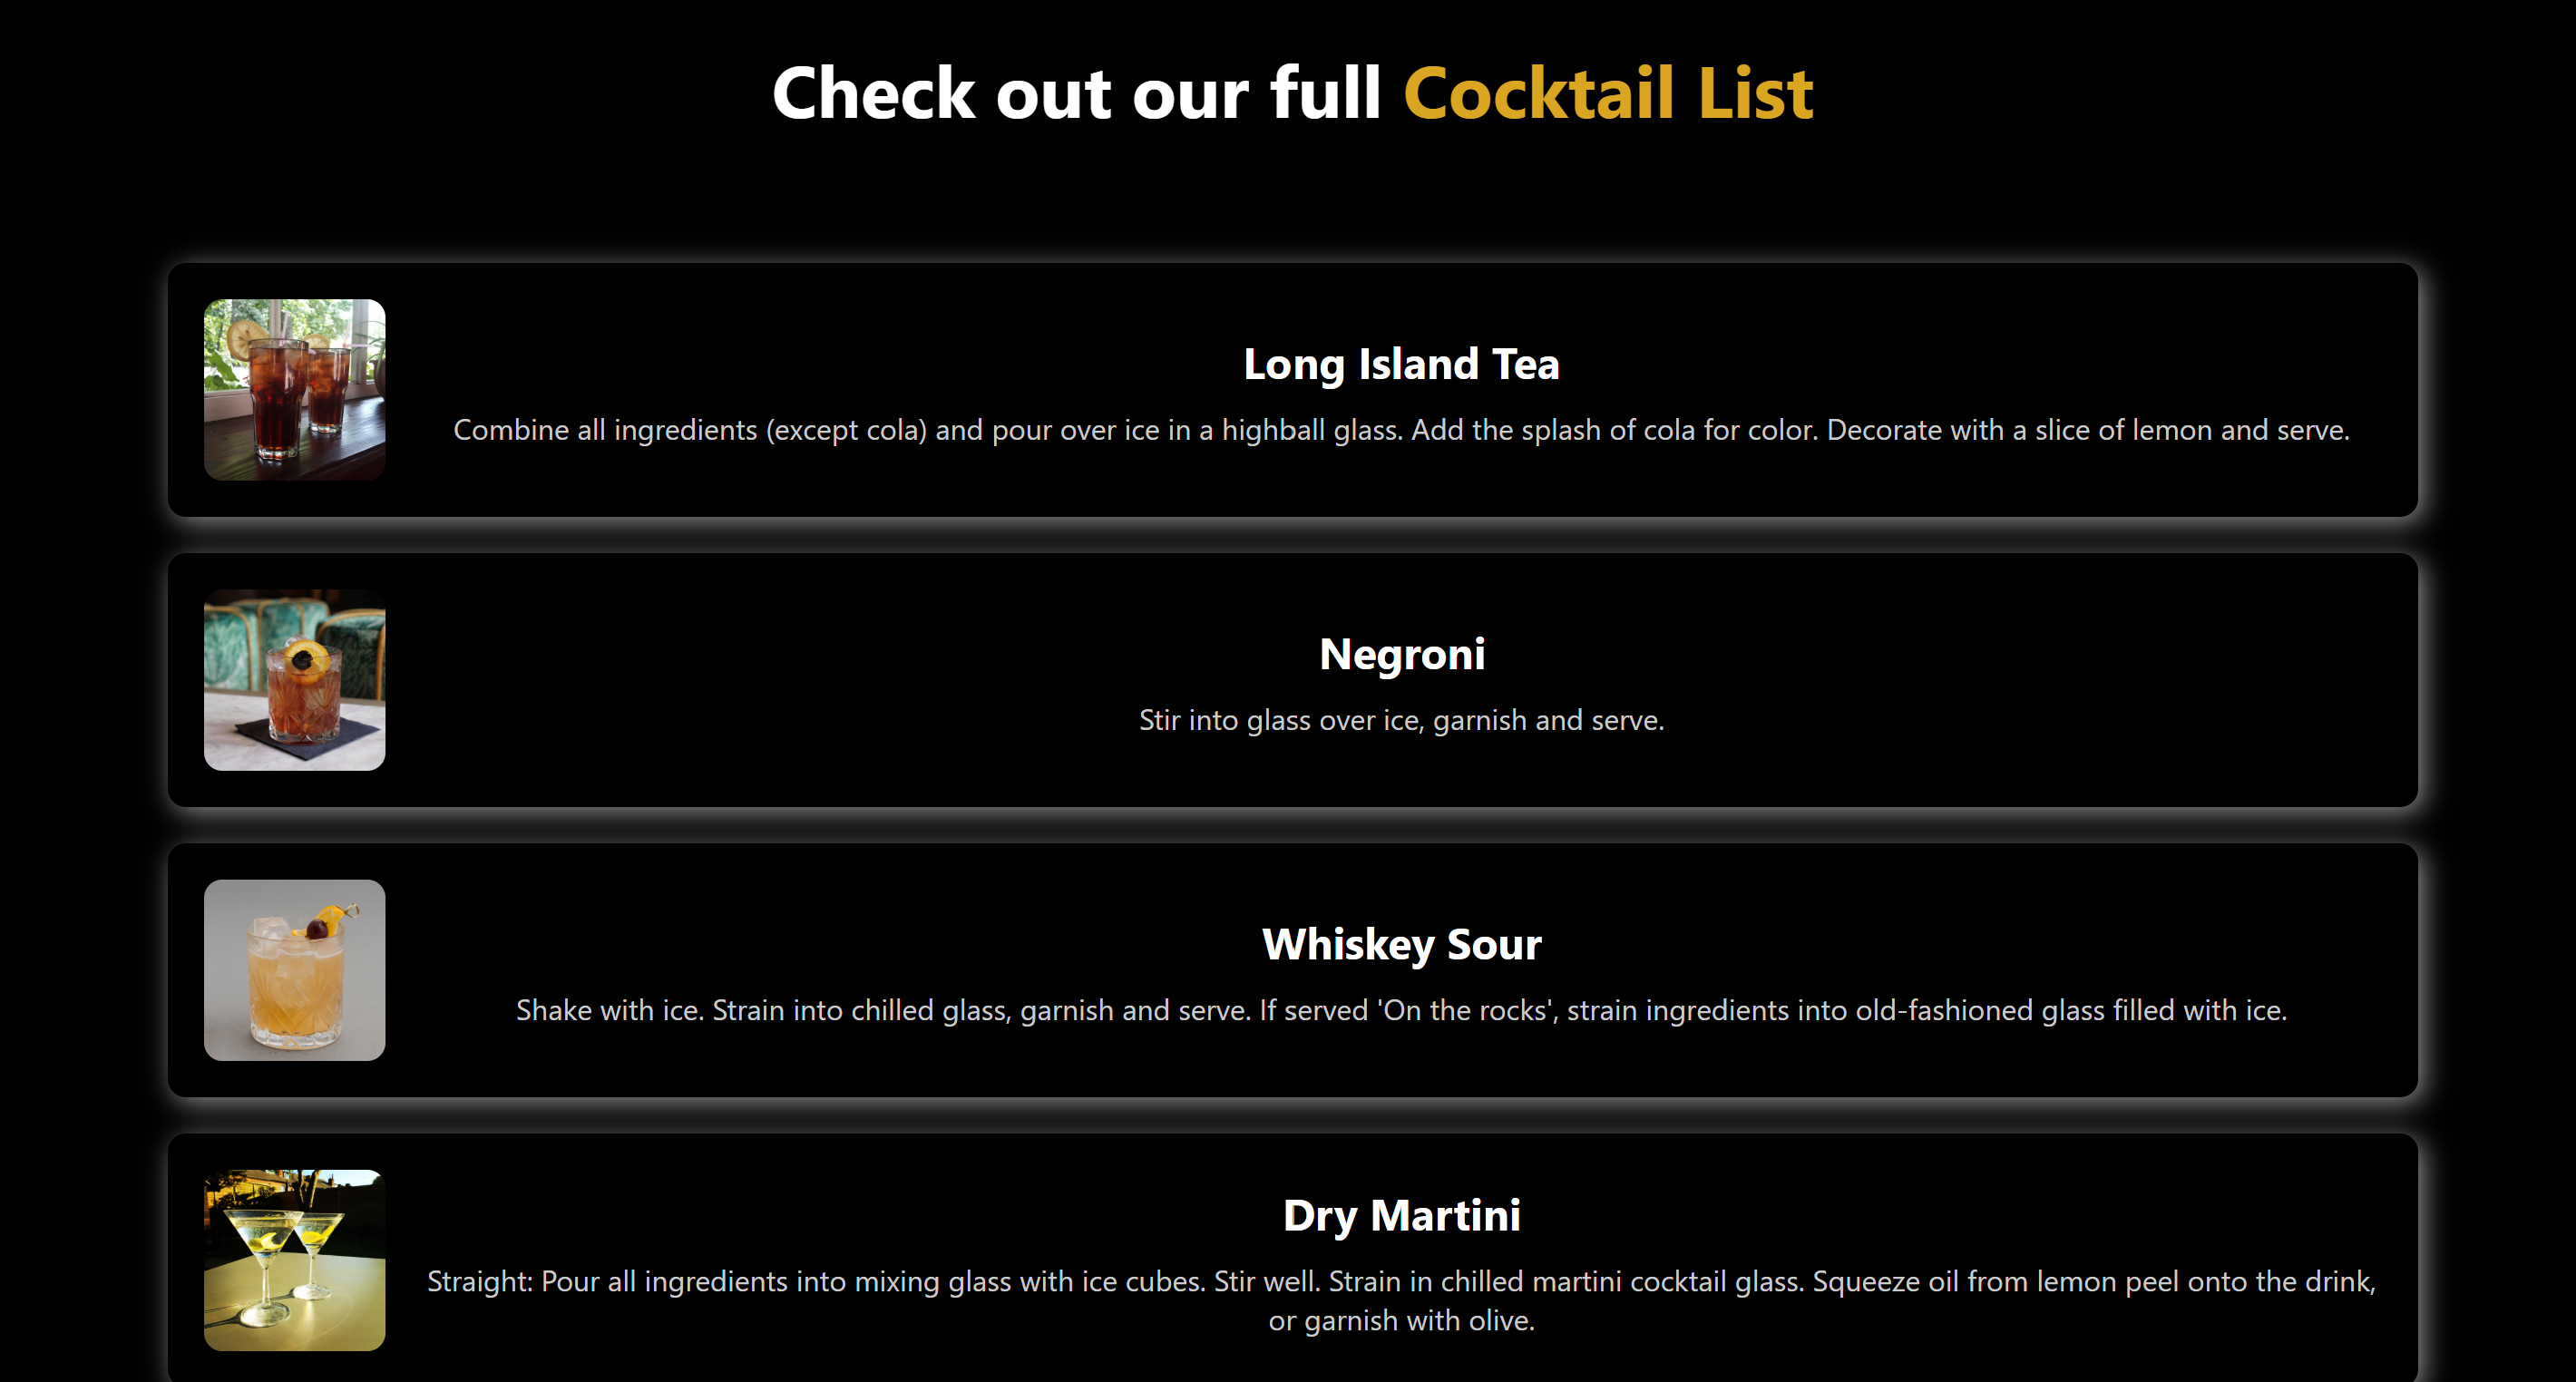 Check out our full Cocktail List
Long Island Tea
Combine all ingredients (except cola) and pour over ice in a highball glass. Add the splash of cola for color. Decorate with a slice of lemon and serve.
Negroni
Stir into glass over ice, garnish and serve.
Whiskey Sour
Shake with ice. Strain into chilled glass, garnish and serve. If served 'On the rocks', strain ingredients into old-fashioned glass filled with ice.
Dry Martini
Straight: Pour all ingredients into mixing glass with ice cubes. Stir well. Strain in chilled martini cocktail glass. Squeeze oil from lemon peel onto the drink,
or garnish with olive.